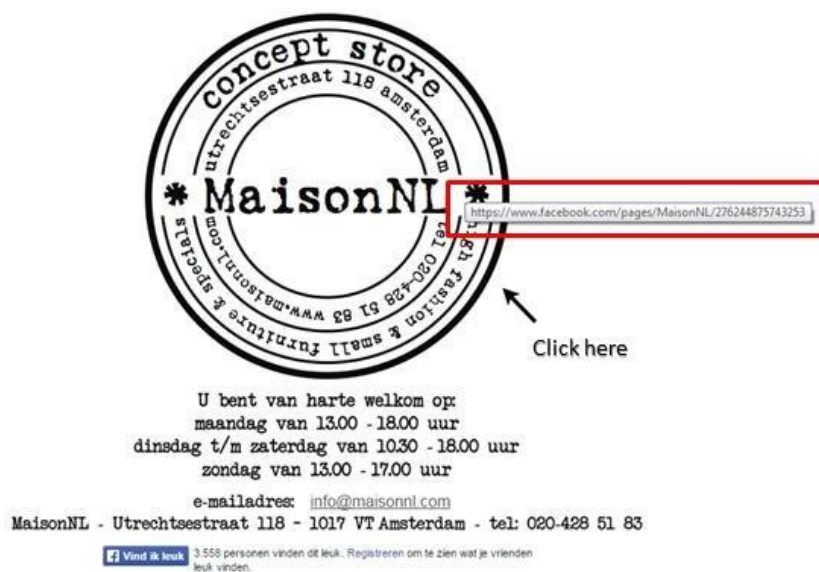 concept store
utrechtsestraat 118 amsterdam
* MaisonNL *
https://www.facebook.com/pages/MaisonNL/276244875743253
tel 020-428 51 83 www.maisonnl.com
high fashion & small furniture & specials
Click here
U bent van harte welkom op:
maandag van 13.00 - 18.00 uur
dinsdag t/m zaterdag van 10.30 - 18.00 uur
zondag van 13.00 - 17.00 uur
e-mailadres: info@maisonnl.com
MaisonNL - Utrechtsestraat 118 - 1017 VT Amsterdam - tel: 020-428 51 83
Vind ik leuk 3.558 personen vinden dit leuk. Registreren om te zien wat je vrienden
leuk vinden.